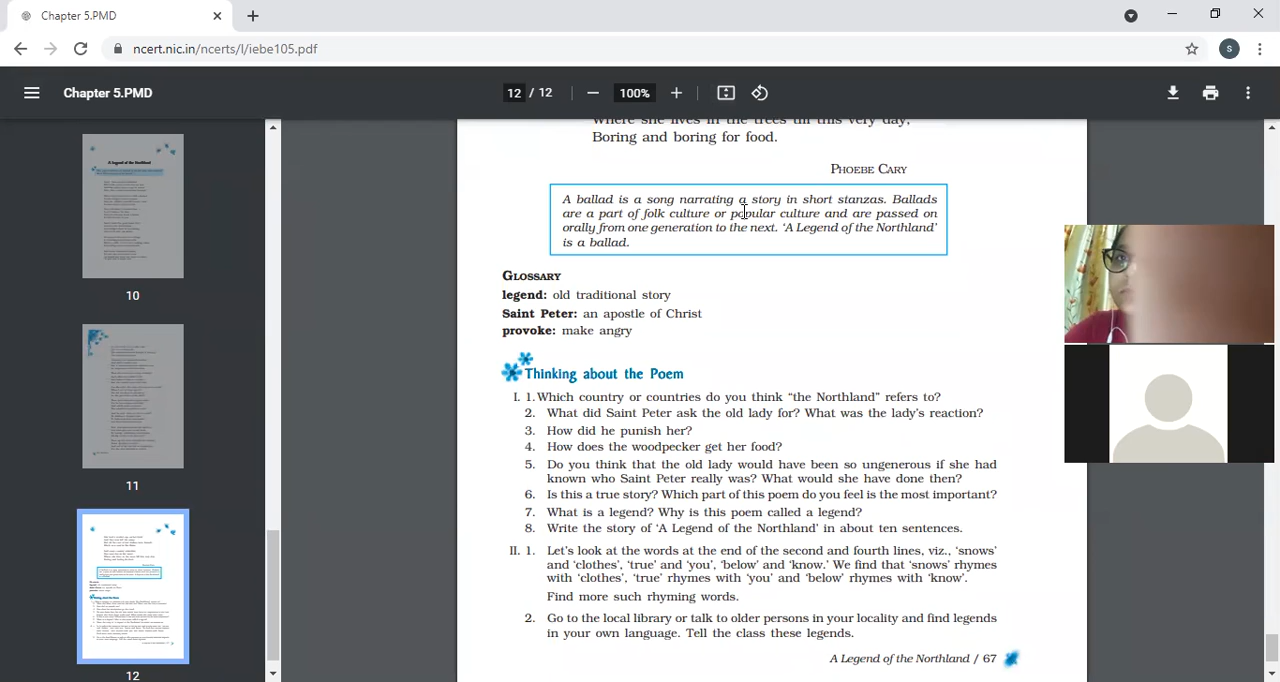 Chapter 5.PMD
ncert.nic.in/ncerts/l/iebe105.pdf
S
Chapter 5.PMD
12 / 12
100%
Where she lives in the trees till this very day,
Boring and boring for food.
PHOEBE CARY
A ballad is a song narrating a story in short stanzas. Ballads
are a part of folk culture or popular culture and are passed on
orally from one generation to the next. ‘A Legend of the Northland’
is a ballad.
GLOSSARY
legend: old traditional story
Saint Peter: an apostle of Christ
provoke: make angry
Thinking about the Poem
I. 1. Which country or countries do you think “the Northland” refers to?
2. What did Saint Peter ask the old lady for? What was the lady’s reaction?
3. How did he punish her?
4. How does the woodpecker get her food?
5. Do you think that the old lady would have been so ungenerous if she had
known who Saint Peter really was? What would she have done then?
6. Is this a true story? Which part of this poem do you feel is the most important?
7. What is a legend? Why is this poem called a legend?
8. Write the story of ‘A Legend of the Northland’ in about ten sentences.
II. 1. Let’s look at the words at the end of the second and fourth lines, viz., ‘snows’
and ‘clothes’, ‘true’ and ‘you’, ‘below’ and ‘know’. We find that ‘snows’ rhymes
with ‘clothes’, ‘true’ rhymes with ‘you’ and ‘below’ rhymes with ‘know’.
Find more such rhyming words.
2. Go to the local library or talk to older persons in your locality and find legends
in your own language. Tell the class these legends.
A Legend of the Northland / 67
10
11
12